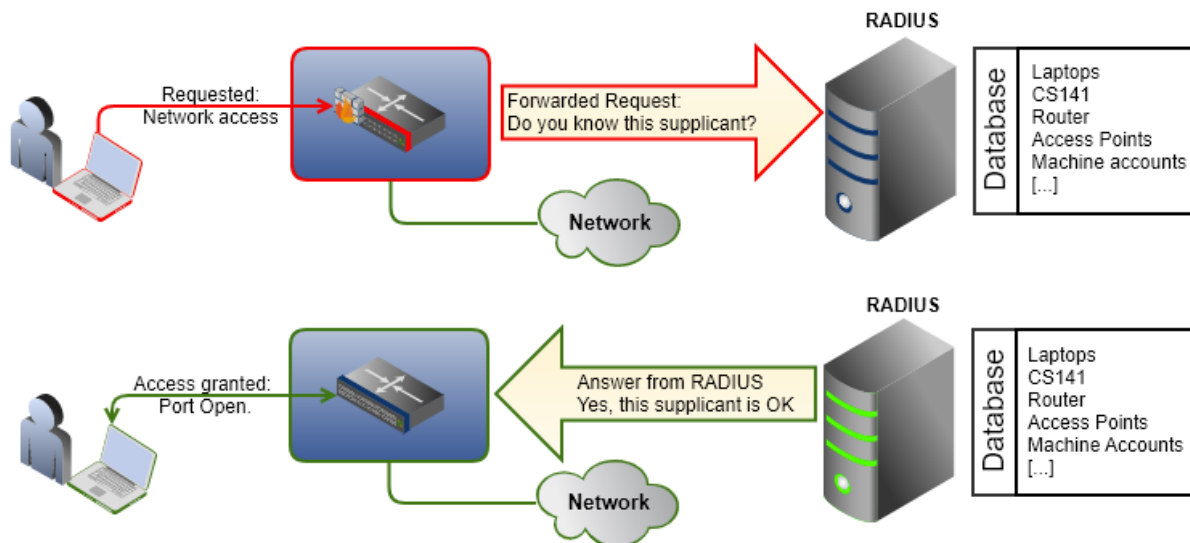 RADIUS
Requested:
Network access
Forwarded Request:
Do you know this supplicant?
Network
Database
Laptops
CS141
Router
Access Points
Machine accounts
[...]
RADIUS
Access granted:
Port Open.
Answer from RADIUS
Yes, this supplicant is OK
Network
Database
Laptops
CS141
Router
Access Points
Machine Accounts
[...]